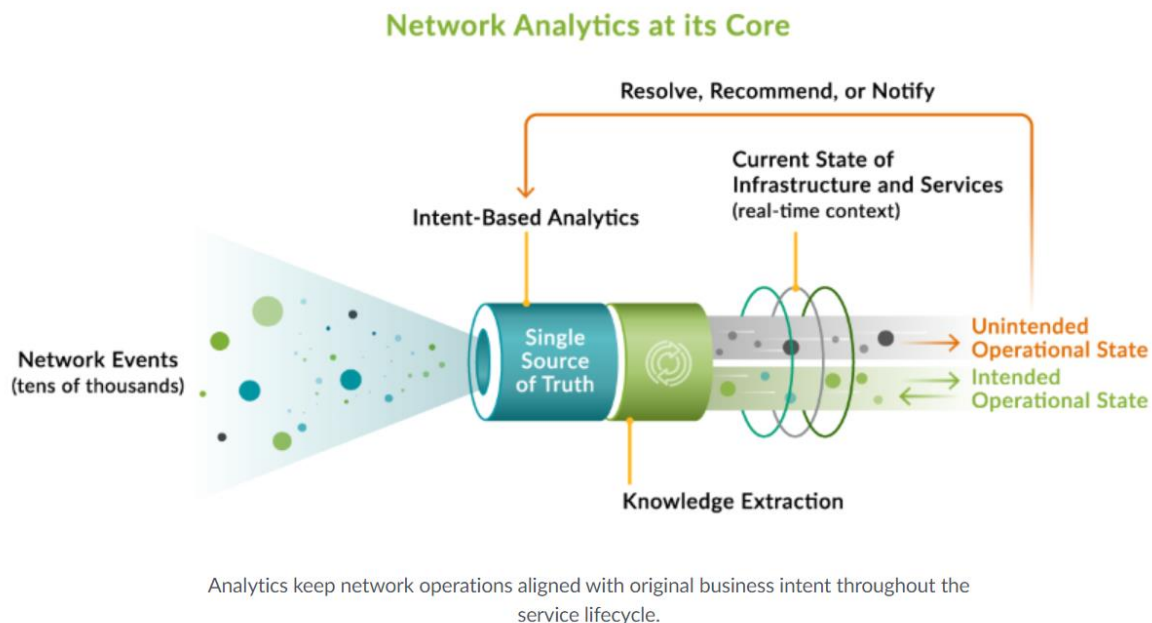 Network Analytics at its Core
Resolve, Recommend, or Notify
Current State of
Infrastructure and Services
(real-time context)
Intent-Based Analytics
Network Events
(tens of thousands)
Single
Source
of Truth
Unintended
Operational State
Intended
Operational State
Knowledge Extraction
Analytics keep network operations aligned with original business intent throughout the
service lifecycle.